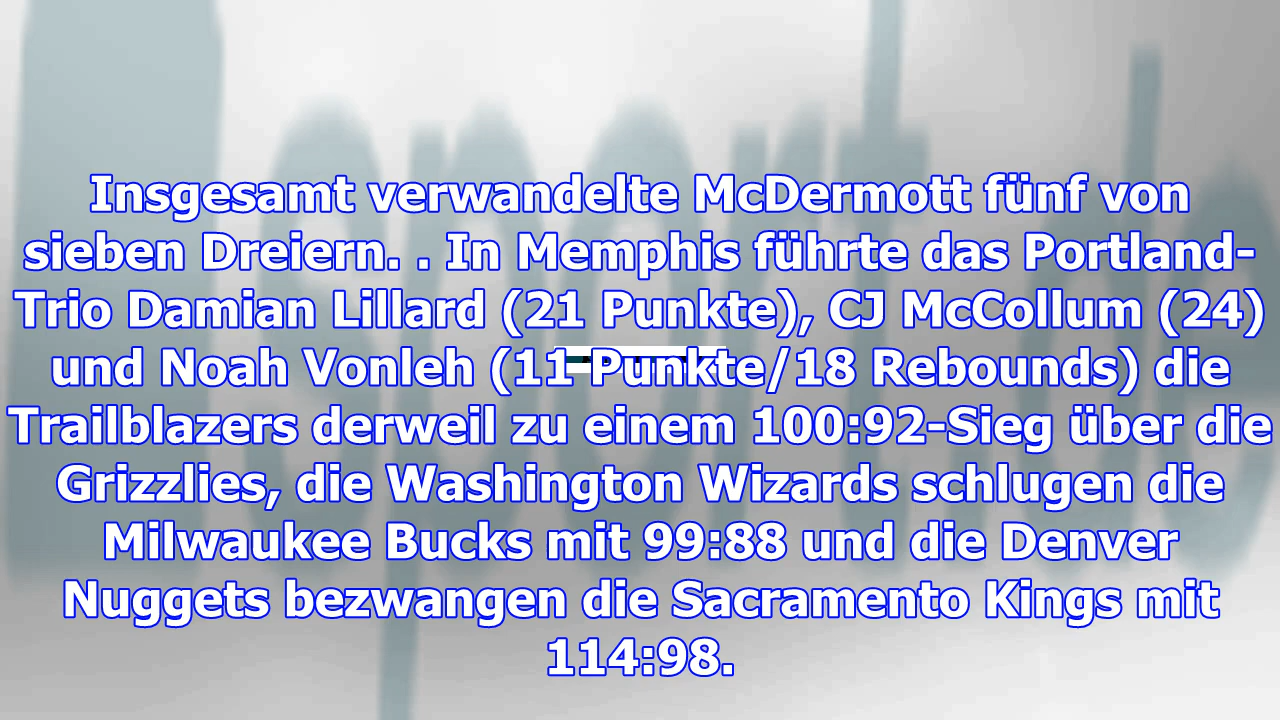 Insgesamt verwandelte McDermott fünf von
sieben Dreiern. . In Memphis führte das Portland-
Trio Damian Lillard (21 Punkte), CJ McCollum (24)
und Noah Vonleh (11 Punkte/18 Rebounds) die
Trailblazers derweil zu einem 100:92-Sieg über die
Grizzlies, die Washington Wizards schlugen die
Milwaukee Bucks mit 99:88 und die Denver
Nuggets bezwangen die Sacramento Kings mit
114:98.